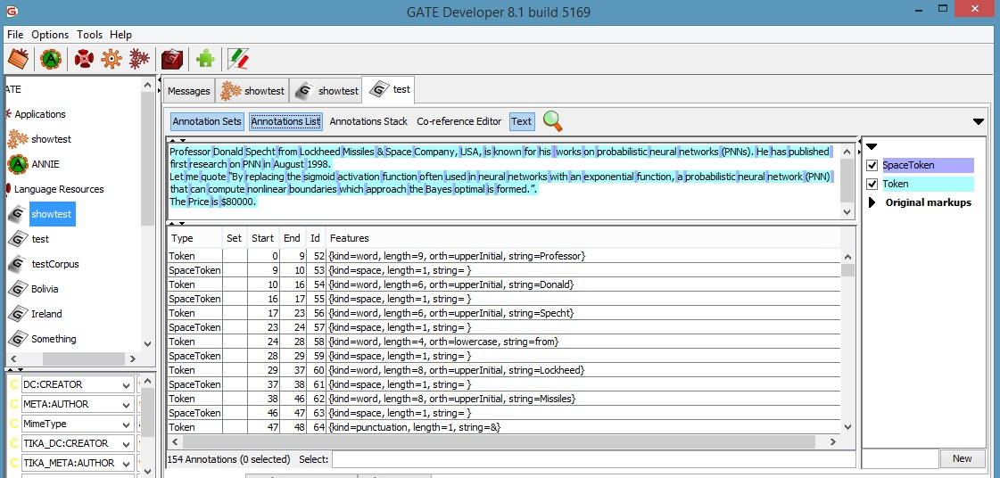 GATE Developer 8.1 build 5169
File Options Tools Help
ATE
Applications
showtest
ANNIE
Language Resources
showtest
test
testCorpus
Bolivia
Ireland
Something
C DC:CREATOR
C META:AUTHOR
C MimeType
C TIKA_DC:CREATOR
C TIKA_META:AUTHOR
Messages showtest showtest test
Annotation Sets Annotations List Annotations Stack Co-reference Editor Text
Professor Donald Specht from Lockheed Missiles & Space Company, USA, is known for his works on probabilistic neural networks (PNNs). He has published
first research on PNN in August 1998.
Let me quote "By replacing the sigmoid activation function often used in neural networks with an exponential function, a probabilistic neural network (PNN)
that can compute nonlinear boundaries which approach the Bayes optimal is formed.".
The Price is $80000.
Type Set Start End Id Features
Token 0 9 52 {kind=word, length=9, orth=upperInitial, string=Professor}
SpaceToken 9 10 53 {kind=space, length=1, string= }
Token 10 16 54 {kind=word, length=6, orth=upperInitial, string=Donald}
SpaceToken 16 17 55 {kind=space, length=1, string= }
Token 17 23 56 {kind=word, length=6, orth=upperInitial, string=Specht}
SpaceToken 23 24 57 {kind=space, length=1, string= }
Token 24 28 58 {kind=word, length=4, orth=lowercase, string=from}
SpaceToken 28 29 59 {kind=space, length=1, string= }
Token 29 37 60 {kind=word, length=8, orth=upperInitial, string=Lockheed}
SpaceToken 37 38 61 {kind=space, length=1, string= }
Token 38 46 62 {kind=word, length=8, orth=upperInitial, string=Missiles}
SpaceToken 46 47 63 {kind=space, length=1, string= }
Token 47 48 64 {kind=punctuation, length=1, string=&}
154 Annotations (0 selected) Select:
SpaceToken
Token
Original markups
New